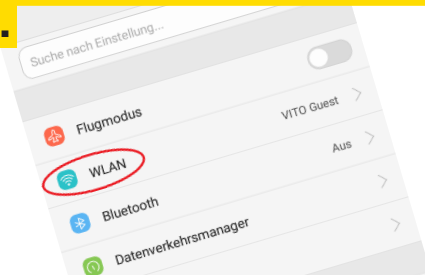 .
Suche nach Einstellung...
Flugmodus
WLAN VITO Guest
Bluetooth Aus
Datenverkehrsmanager